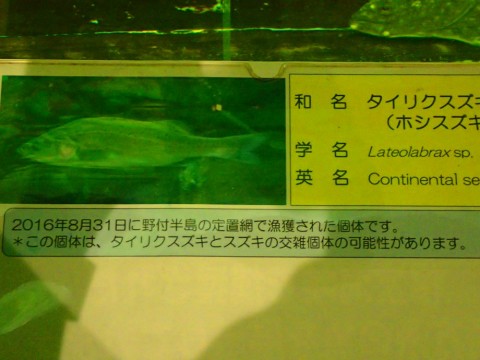 和 名 タイリクスズキ
(ホシスズキ
学 名 Lateolabrax sp.
英 名 Continental se
2016年8月31日に野付半島の定置網で漁獲された個体です。
＊この個体は、タイリクスズキとスズキの交雑個体の可能性があります。